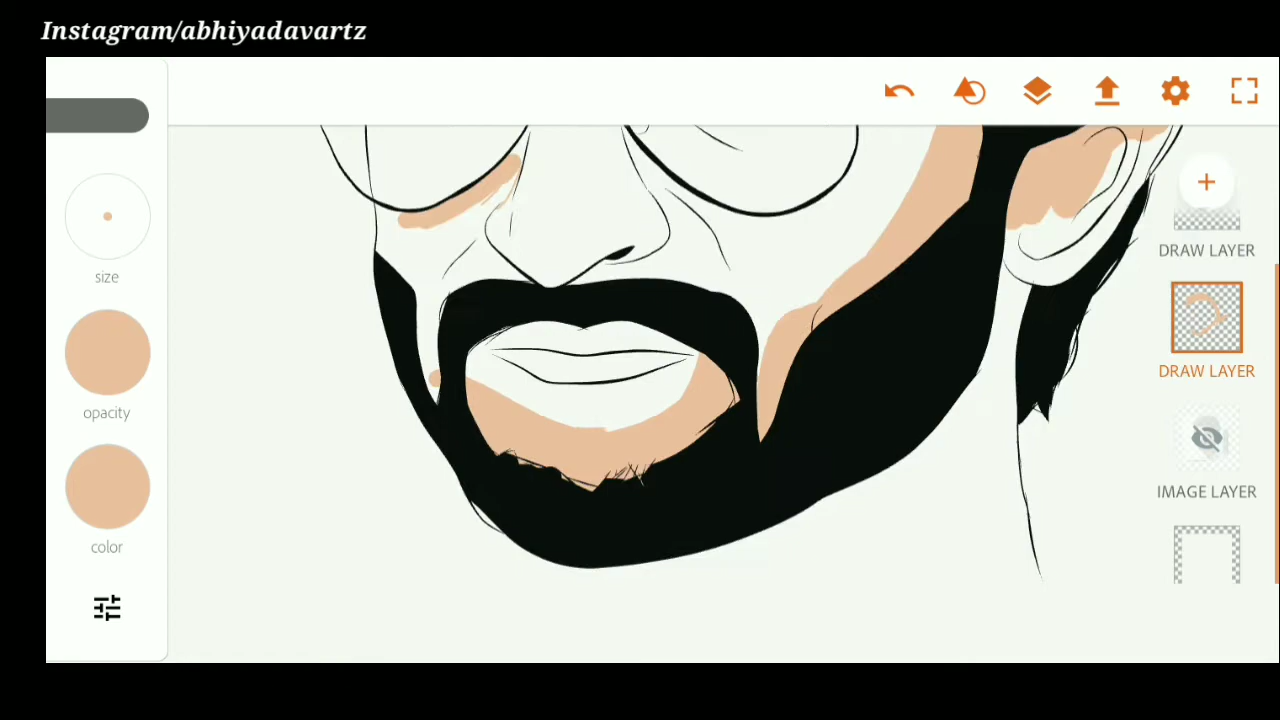 Instagram/abhiyadavartz
size
opacity
color
DRAW LAYER
DRAW LAYER
IMAGE LAYER